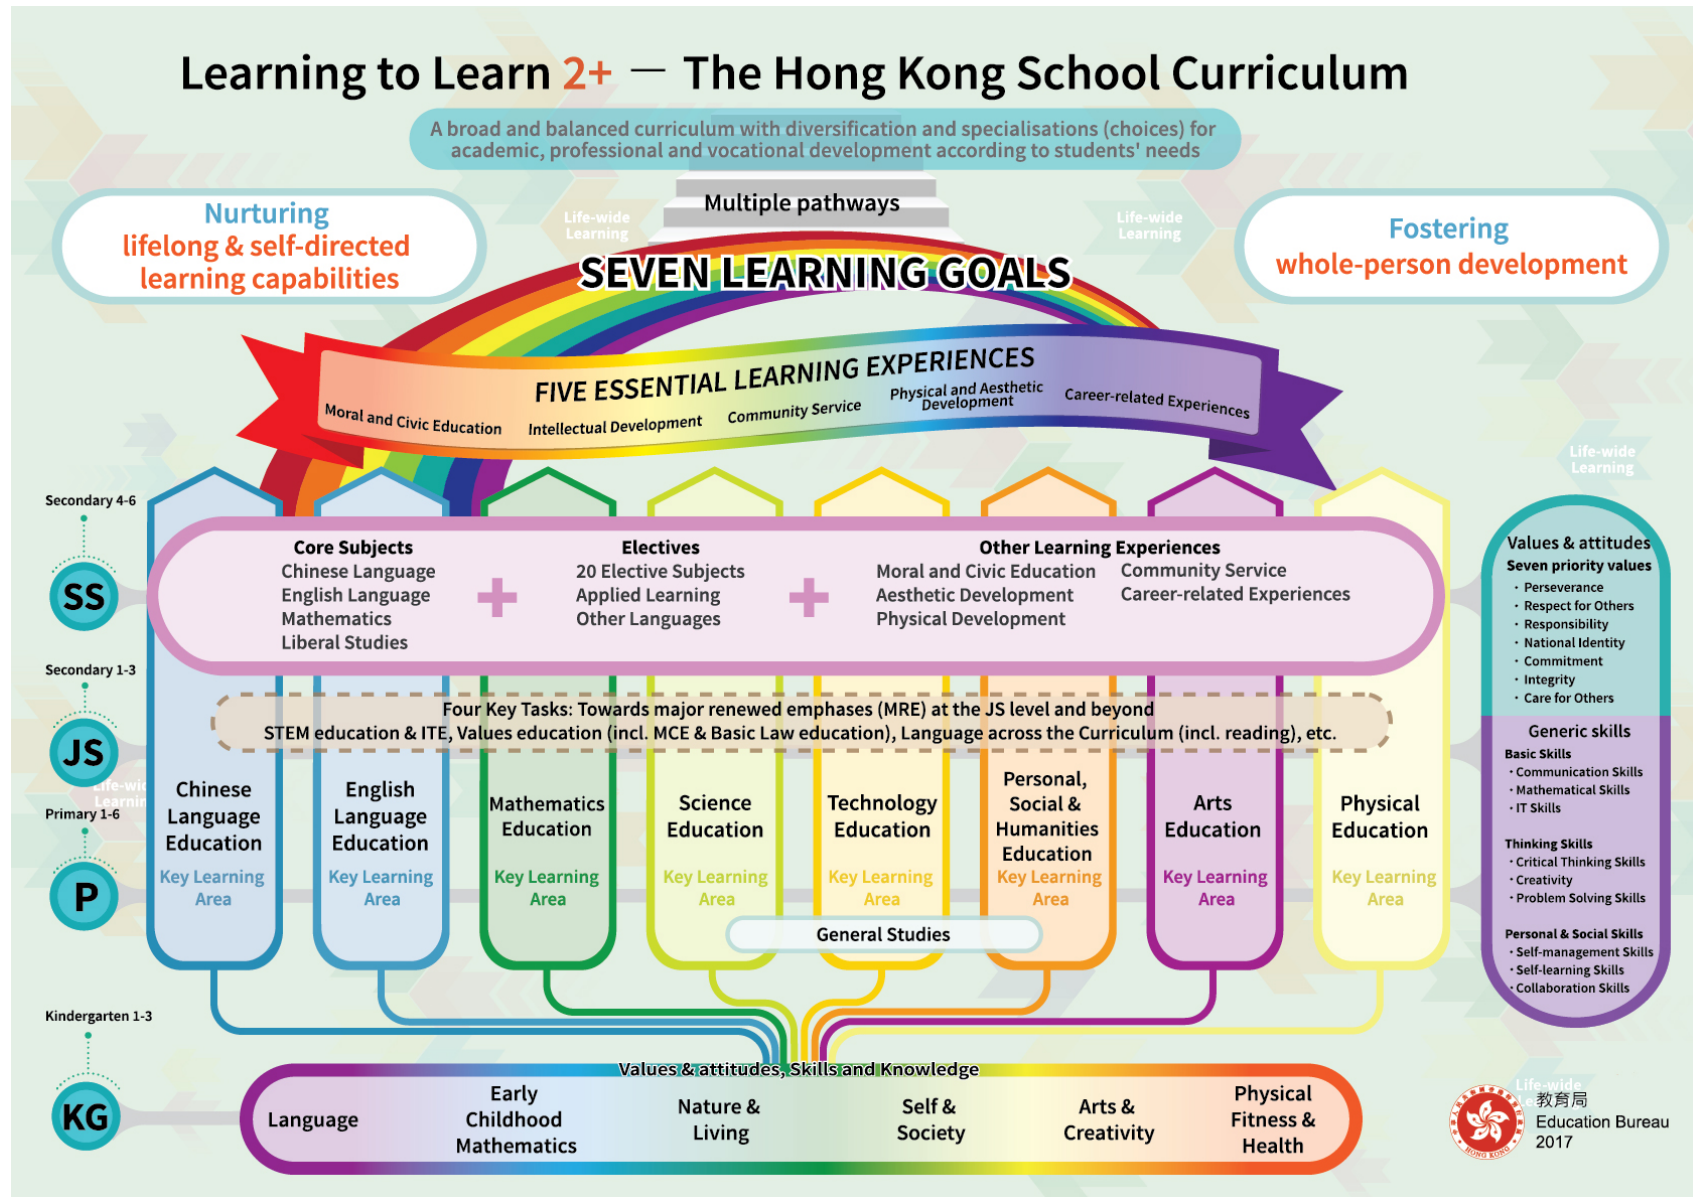 Learning to Learn 2+ — The Hong Kong School Curriculum
A broad and balanced curriculum with diversification and specialisations (choices) for
academic, professional and vocational development according to students' needs
Multiple pathways
Nurturing
lifelong & self-directed
learning capabilities
Life-wide
Learning
Life-wide
Learning
Fostering
whole-person development
SEVEN LEARNING GOALS
FIVE ESSENTIAL LEARNING EXPERIENCES
Moral and Civic Education
Intellectual Development
Community Service
Physical and Aesthetic
Development
Career-related Experiences
Life-wide
Learning
Secondary 4-6
SS
Core Subjects
Chinese Language
English Language
Mathematics
Liberal Studies
+
Electives
20 Elective Subjects
Applied Learning
Other Languages
+
Other Learning Experiences
Moral and Civic Education
Aesthetic Development
Physical Development
Community Service
Career-related Experiences
Secondary 1-3
JS
Four Key Tasks: Towards major renewed emphases (MRE) at the JS level and beyond
STEM education & ITE, Values education (incl. MCE & Basic Law education), Language across the Curriculum (incl. reading), etc.
Life-wid
Learnin
Primary 1-6
P
Chinese
Language
Education
Key Learning
Area
English
Language
Education
Key Learning
Area
Mathematics
Education
Key Learning
Area
Science
Education
Key Learning
Area
Technology
Education
Key Learning
Area
Personal,
Social &
Humanities
Education
Key Learning
Area
Arts
Education
Key Learning
Area
Physical
Education
Key Learning
Area
General Studies
Values & attitudes
Seven priority values
· Perseverance
· Respect for Others
· Responsibility
· National Identity
· Commitment
· Integrity
· Care for Others
Generic skills
Basic Skills
· Communication Skills
· Mathematical Skills
· IT Skills
Thinking Skills
· Critical Thinking Skills
· Creativity
· Problem Solving Skills
Personal & Social Skills
· Self-management Skills
· Self-learning Skills
· Collaboration Skills
Kindergarten 1-3
KG
Values & attitudes, Skills and Knowledge
Language
Early
Childhood
Mathematics
Nature &
Living
Self &
Society
Arts &
Creativity
Physical
Fitness &
Health
Life-wide
HONG KONG
教育局
Education Bureau
2017